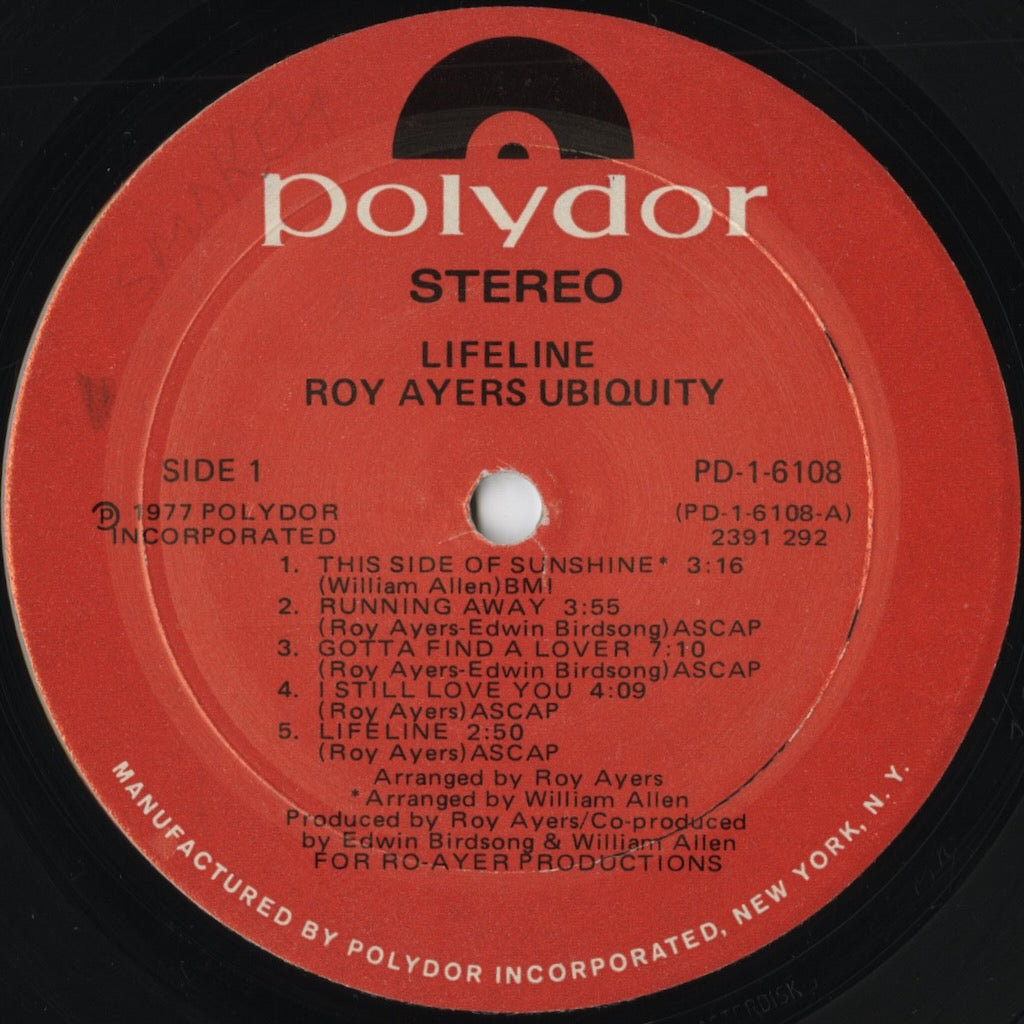 polydor
STEREO
LIFELINE
ROY AYERS UBIQUITY
SIDE 1
PD-1-6108
℗ 1977 POLYDOR
INCORPORATED
(PD-1-6108-A)
2391 292
1. THIS SIDE OF SUNSHINE* 3:16
(William Allen)BMI
2. RUNNING AWAY 3:55
(Roy Ayers-Edwin Birdsong)ASCAP
3. GOTTA FIND A LOVER 7:10
(Roy Ayers-Edwin Birdsong)ASCAP
4. I STILL LOVE YOU 4:09
(Roy Ayers)ASCAP
5. LIFELINE 2:50
(Roy Ayers)ASCAP
Arranged by Roy Ayers
*Arranged by William Allen
Produced by Roy Ayers/Co-produced
by Edwin Birdsong & William Allen
FOR RO-AYER PRODUCTIONS
MANUFACTURED BY POLYDOR INCORPORATED, NEW YORK, N.Y.